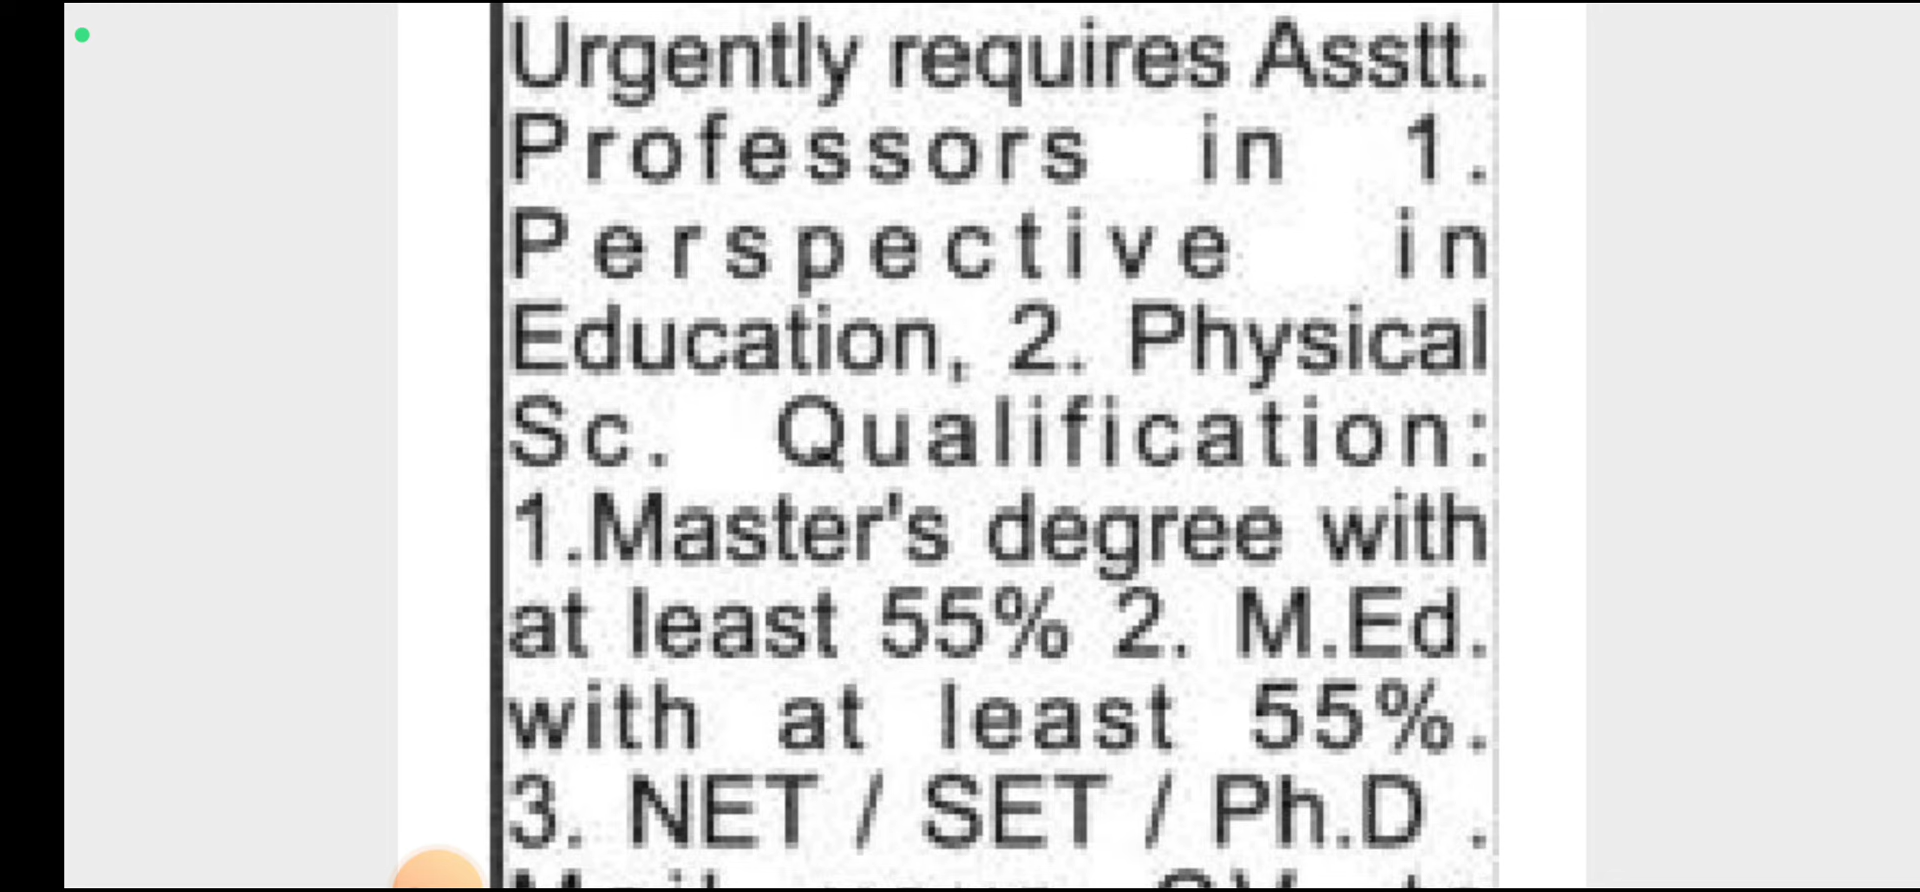 Urgently requires Asstt.
Professors in 1.
Perspective in
Education, 2. Physical
Sc. Qualification:
1.Master's degree with
at least 55% 2. M.Ed.
with at least 55%.
3. NET / SET / Ph.D .